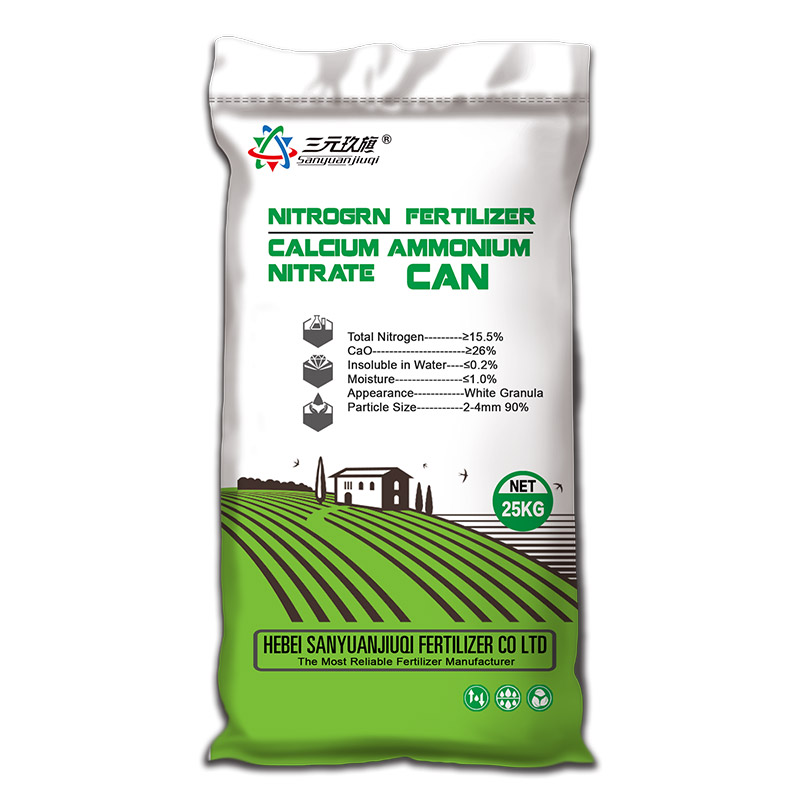 三元玖旗®
Sanyuanjiuqi
NITROGRN FERTILIZER
CALCIUM AMMONIUM
NITRATE CAN
Total Nitrogen---------≥15.5%
CaO----------------------≥26%
Insoluble in Water----≤0.2%
Moisture----------------≤1.0%
Appearance------------White Granula
Particle Size-----------2-4mm 90%
NET
25KG
HEBEI SANYUANJIUQI FERTILIZER CO LTD
The Most Reliable Fertilizer Manufacturer